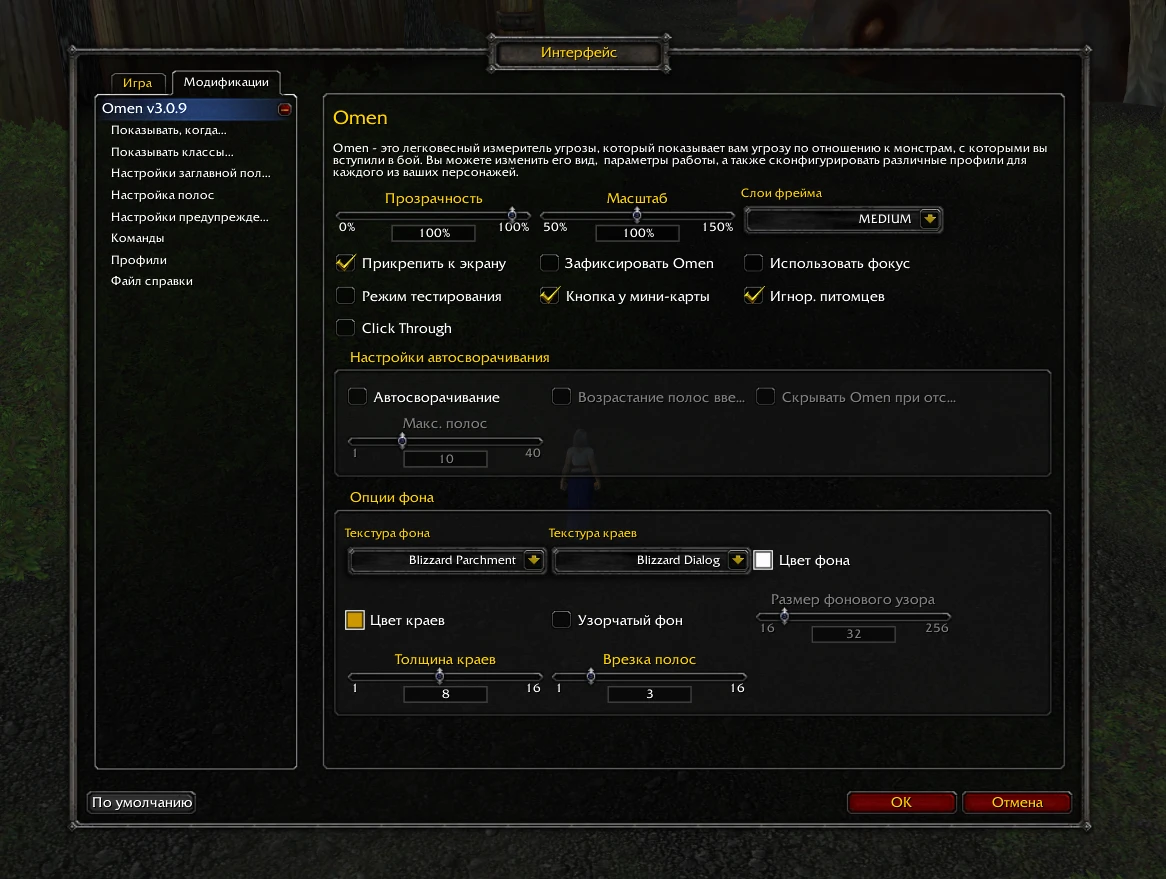 Интерфейс
Игра
Модификации
Omen v3.0.9
Показывать, когда...
Показывать классы...
Настройки заглавной пол...
Настройка полос
Настройки предупрежде...
Команды
Профили
Файл справки
Omen
Omen - это легковесный измеритель угрозы, который показывает вам угрозу по отношению к монстрам, с которыми вы
вступили в бой. Вы можете изменить его вид, параметры работы, а также сконфигурировать различные профили для
каждого из ваших персонажей.
Прозрачность
0%
100%
100%
Масштаб
50%
100%
150%
Слои фрейма
MEDIUM
Прикрепить к экрану
Зафиксировать Omen
Использовать фокус
Режим тестирования
Кнопка у мини-карты
Игнор. питомцев
Click Through
Настройки автосворачивания
Автосворачивание
Возрастание полос вве...
Скрывать Omen при отс...
Макс. полос
1
10
40
Опции фона
Текстура фона
Blizzard Parchment
Текстура краев
Blizzard Dialog
Цвет фона
Цвет краев
Узорчатый фон
Размер фонового узора
16
32
256
Толщина краев
1
8
16
Врезка полос
1
3
16
По умолчанию
ОК
Отмена